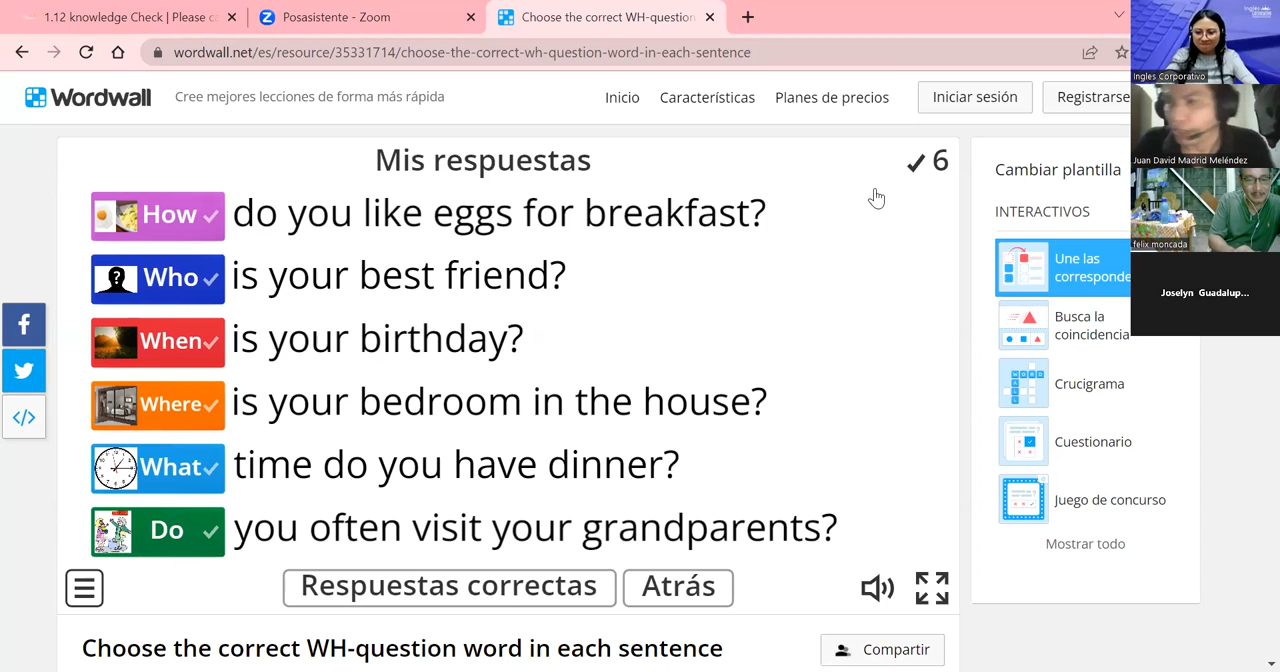 1.12 knowledge Check | Please c
Posasistente - Zoom
Choose the correct WH-question
wordwall.net/es/resource/35331714/choose-the-correct-wh-question-word-in-each-sentence
Wordwall
Cree mejores lecciones de forma más rápida
Inicio
Características
Planes de precios
Iniciar sesión
Registrarse
Ingles Corporativo
Juan David Madrid Meléndez
felix moncada
Joselyn Guadalup...
Mis respuestas
6
How do you like eggs for breakfast?
Who is your best friend?
When is your birthday?
Where is your bedroom in the house?
What time do you have dinner?
Do you often visit your grandparents?
Respuestas correctas
Atrás
Choose the correct WH-question word in each sentence
Compartir
Cambiar plantilla
INTERACTIVOS
Une las
corresponde
Busca la
coincidencia
Crucigrama
Cuestionario
Juego de concurso
Mostrar todo